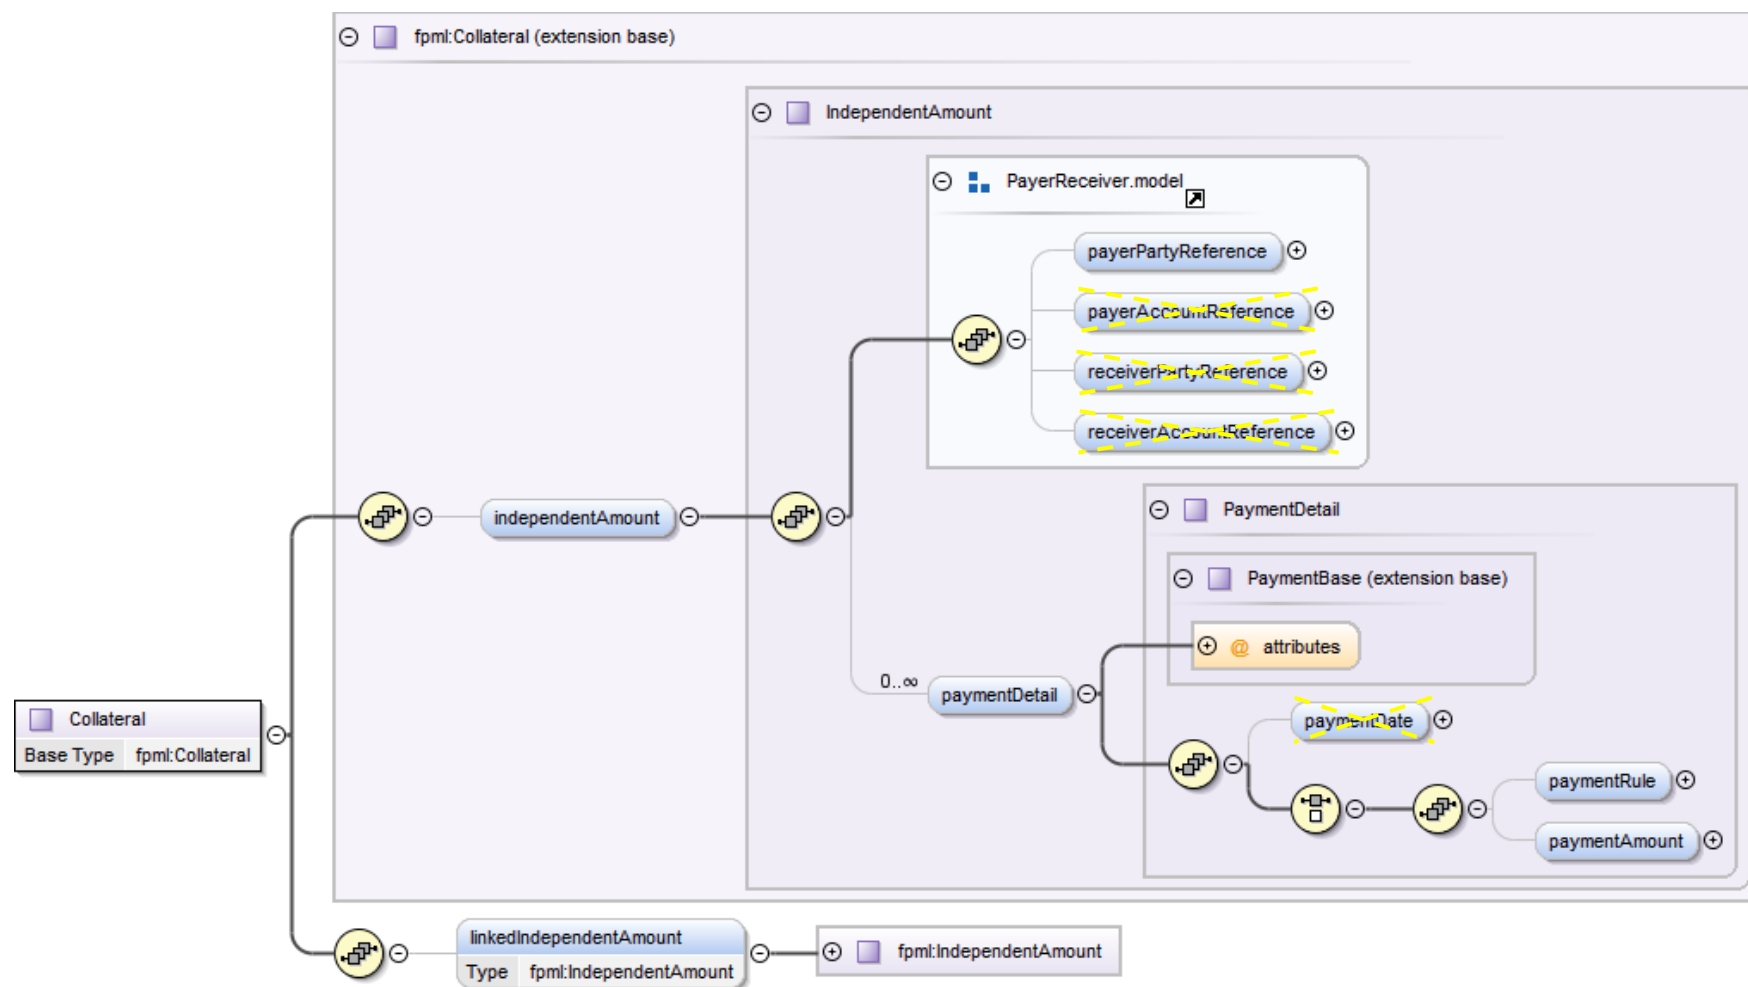 fpml:Collateral (extension base)
IndependentAmount
PayerReceiver.model
payerPartyReference
payerAccountReference
receiverPartyReference
receiverAccountReference
independentAmount
PaymentDetail
PaymentBase (extension base)
@ attributes
0..∞
paymentDetail
Collateral
Base Type fpml:Collateral
paymentDate
paymentRule
paymentAmount
linkedIndependentAmount
Type fpml:IndependentAmount
fpml:IndependentAmount